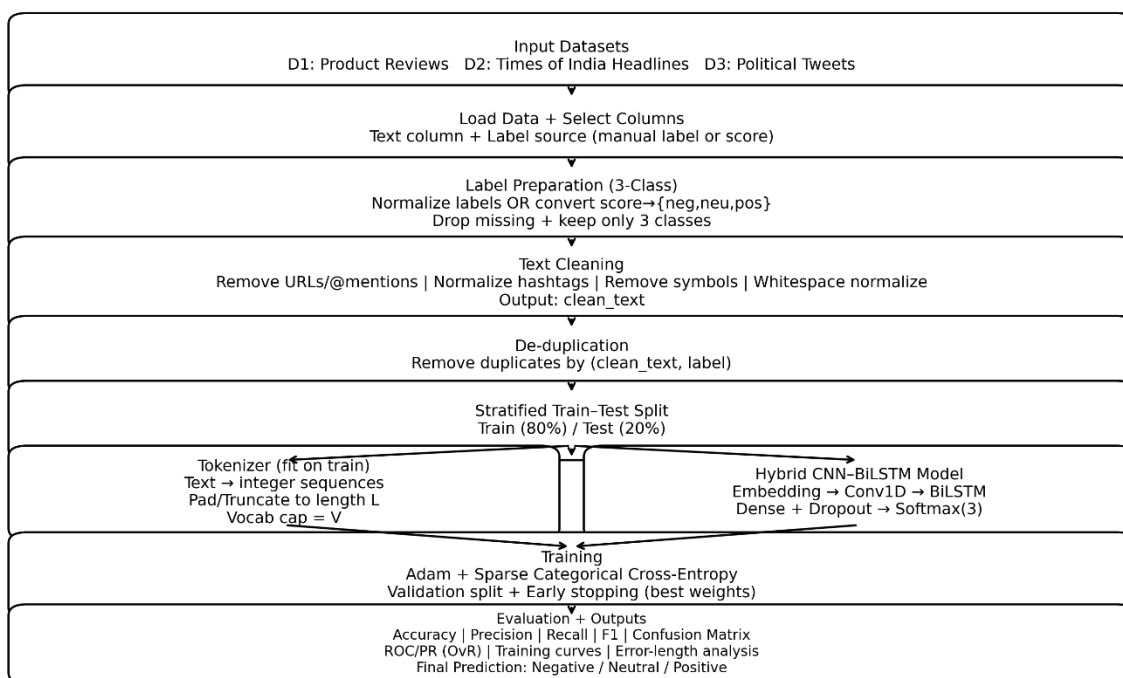 Input Datasets
D1: Product Reviews D2: Times of India Headlines D3: Political Tweets
Load Data + Select Columns
Text column + Label source (manual label or score)
Label Preparation (3-Class)
Normalize labels OR convert score→{neg,neu,pos}
Drop missing + keep only 3 classes
Text Cleaning
Remove URLs/@mentions | Normalize hashtags | Remove symbols | Whitespace normalize
Output: clean_text
De-duplication
Remove duplicates by (clean_text, label)
Stratified Train–Test Split
Train (80%) / Test (20%)
Tokenizer (fit on train)
Text → integer sequences
Pad/Truncate to length L
Vocab cap = V
Hybrid CNN–BiLSTM Model
Embedding → Conv1D → BiLSTM
Dense + Dropout → Softmax(3)
Training
Adam + Sparse Categorical Cross-Entropy
Validation split + Early stopping (best weights)
Evaluation + Outputs
Accuracy | Precision | Recall | F1 | Confusion Matrix
ROC/PR (OvR) | Training curves | Error-length analysis
Final Prediction: Negative / Neutral / Positive